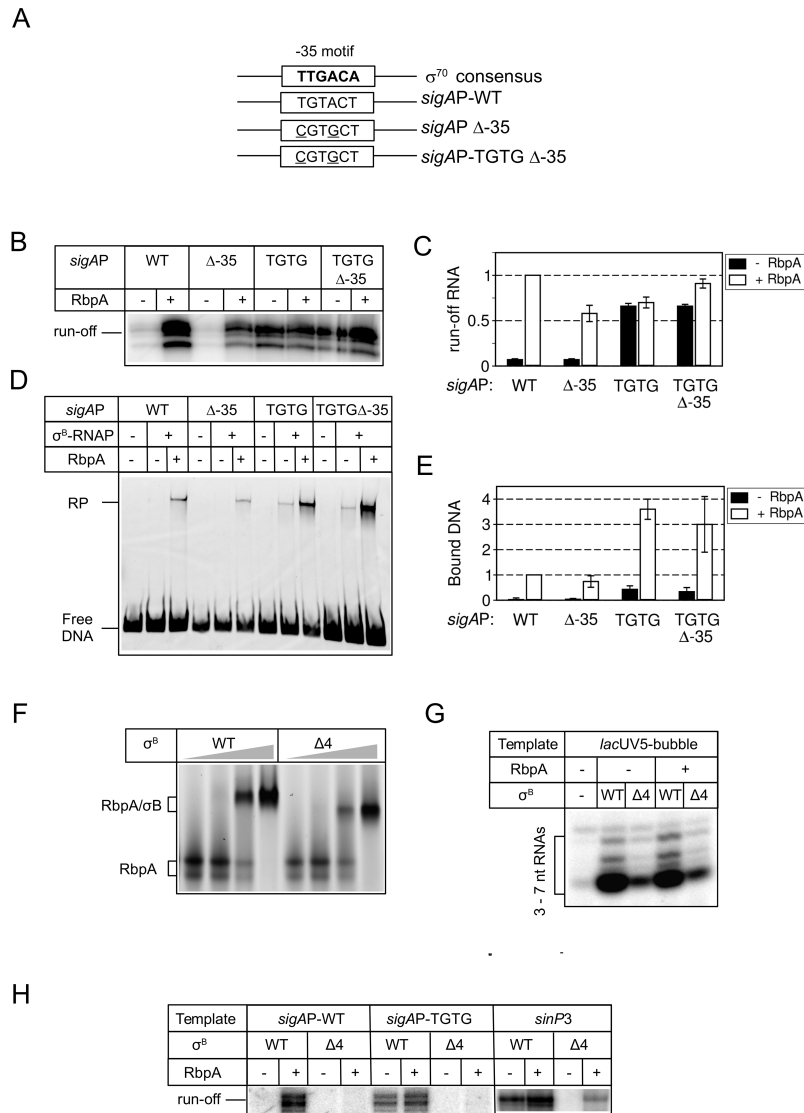 A
-35 motif
TTGACA σ70 consensus
TGTACT sigAP-WT
CGTGCT sigAP Δ-35
CGTGCT sigAP-TGTG Δ-35
B
sigAP WT Δ-35 TGTG TGTG Δ-35
RbpA - + - + - + - +
run-off
C
- RbpA
+ RbpA
run-off RNA
1
0.5
0
sigAP: WT Δ-35 TGTG TGTG Δ-35
D
sigAP WT Δ-35 TGTG TGTGΔ-35
σB-RNAP - + - + - + - +
RbpA - - + - - + - - + - - +
RP
Free DNA
E
- RbpA
+ RbpA
Bound DNA
4
3
2
1
0
sigAP: WT Δ-35 TGTG TGTG Δ-35
F
σB WT Δ4
RbpA/σB
RbpA
G
Template lacUV5-bubble
RbpA - - +
σB - WT Δ4 WT Δ4
3 - 7 nt RNAs
H
Template sigAP-WT sigAP-TGTG sinP3
σB WT Δ4 WT Δ4 WT Δ4
RbpA - + - + - + - + - + - +
run-off